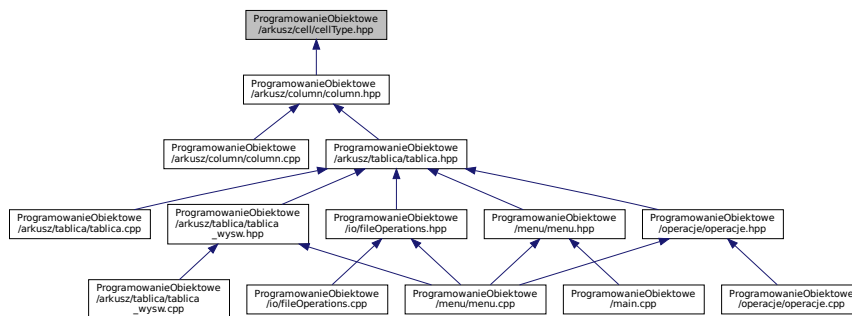 ProgramowanieObiektowe
/arkusz/cell/cellType.hpp
ProgramowanieObiektowe
/arkusz/column/column.hpp
ProgramowanieObiektowe
/arkusz/column/column.cpp
ProgramowanieObiektowe
/arkusz/tablica/tablica.hpp
ProgramowanieObiektowe
/arkusz/tablica/tablica.cpp
ProgramowanieObiektowe
/arkusz/tablica/tablica
_wysw.hpp
ProgramowanieObiektowe
/io/fileOperations.hpp
ProgramowanieObiektowe
/menu/menu.hpp
ProgramowanieObiektowe
/operacje/operacje.hpp
ProgramowanieObiektowe
/arkusz/tablica/tablica
_wysw.cpp
ProgramowanieObiektowe
/io/fileOperations.cpp
ProgramowanieObiektowe
/menu/menu.cpp
ProgramowanieObiektowe
/main.cpp
ProgramowanieObiektowe
/operacje/operacje.cpp